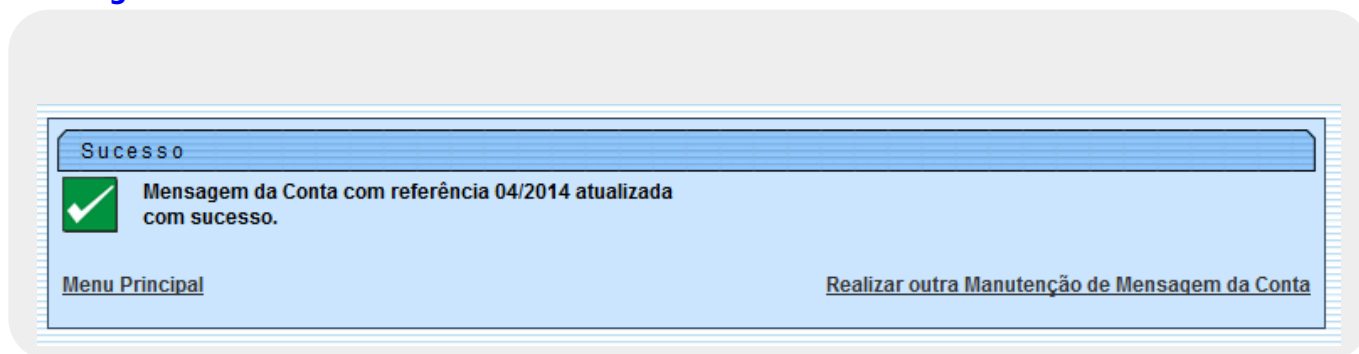 Sucesso
Mensagem da Conta com referência 04/2014 atualizada
com sucesso.
Menu Principal
Realizar outra Manutenção de Mensagem da Conta